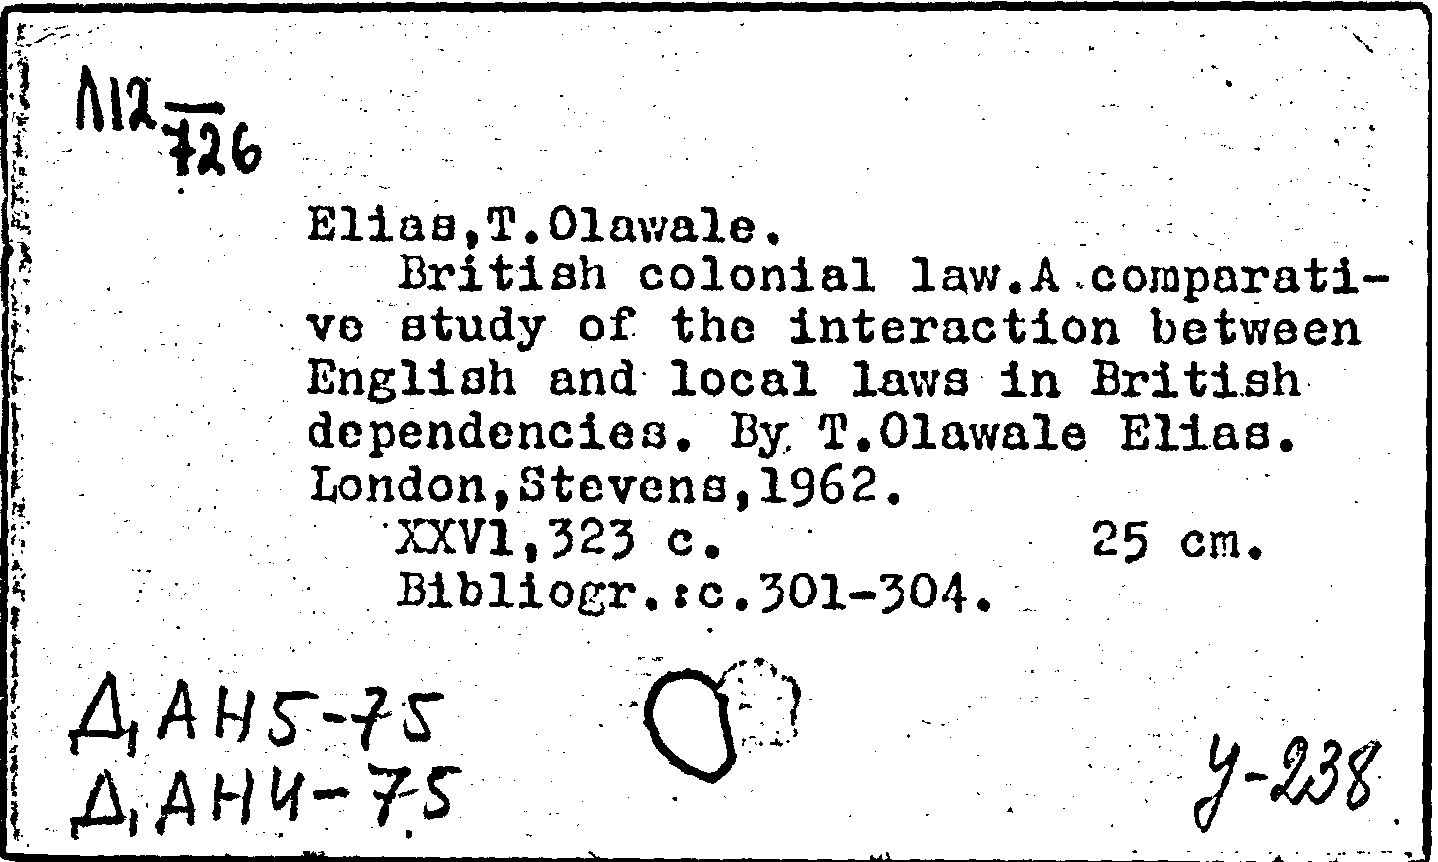 Л12
726
Elias,T.Olawale.
British colonial law.A comparati-
ve study of the interaction between
English and local laws in British
dependencies. By T.Olawale Elias.
London,Stevens,1962.
XXVl,323 c. 25 cm.
Bibliogr.:c.301-304.
Д, АН5-75
Д, АН4-75
У-238